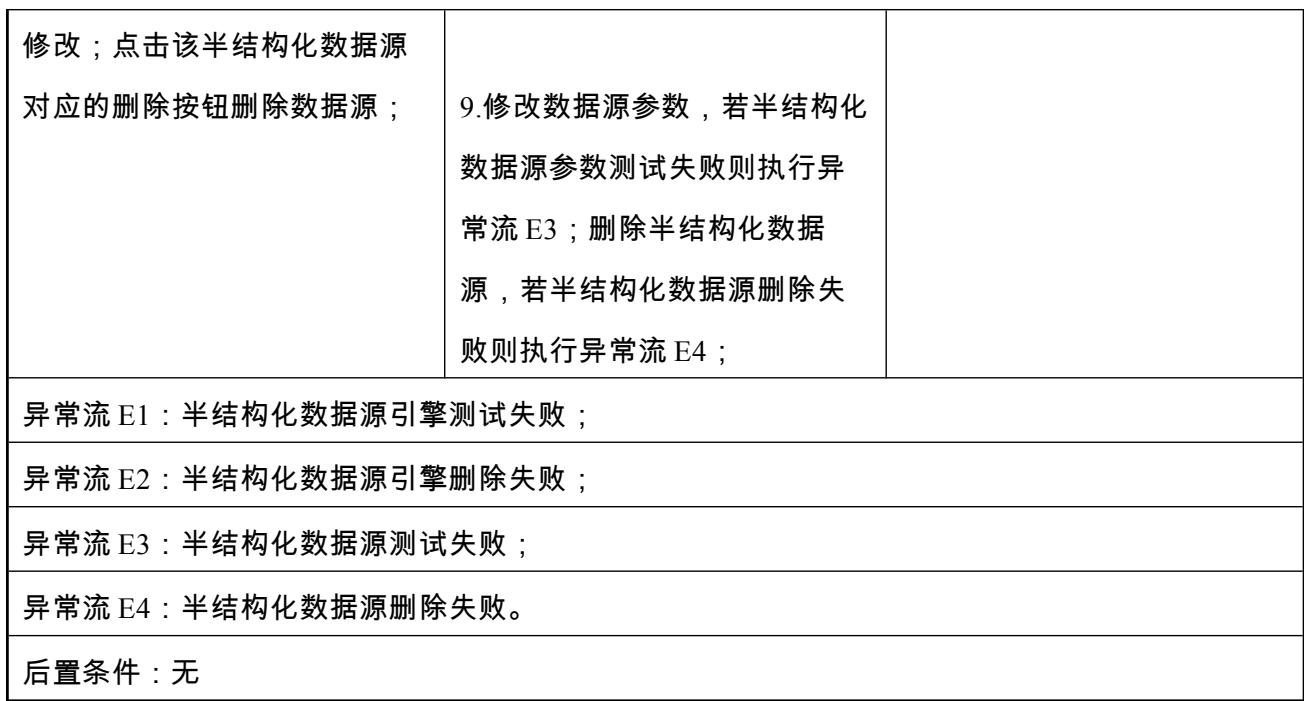 修改；点击该半结构化数据源
对应的删除按钮删除数据源；
9.修改数据源参数，若半结构化
数据源参数测试失败则执行异
常流 E3；删除半结构化数据
源，若半结构化数据源删除失
败则执行异常流 E4；
异常流 E1：半结构化数据源引擎测试失败；
异常流 E2：半结构化数据源引擎删除失败；
异常流 E3：半结构化数据源测试失败；
异常流 E4：半结构化数据源删除失败。
后置条件：无